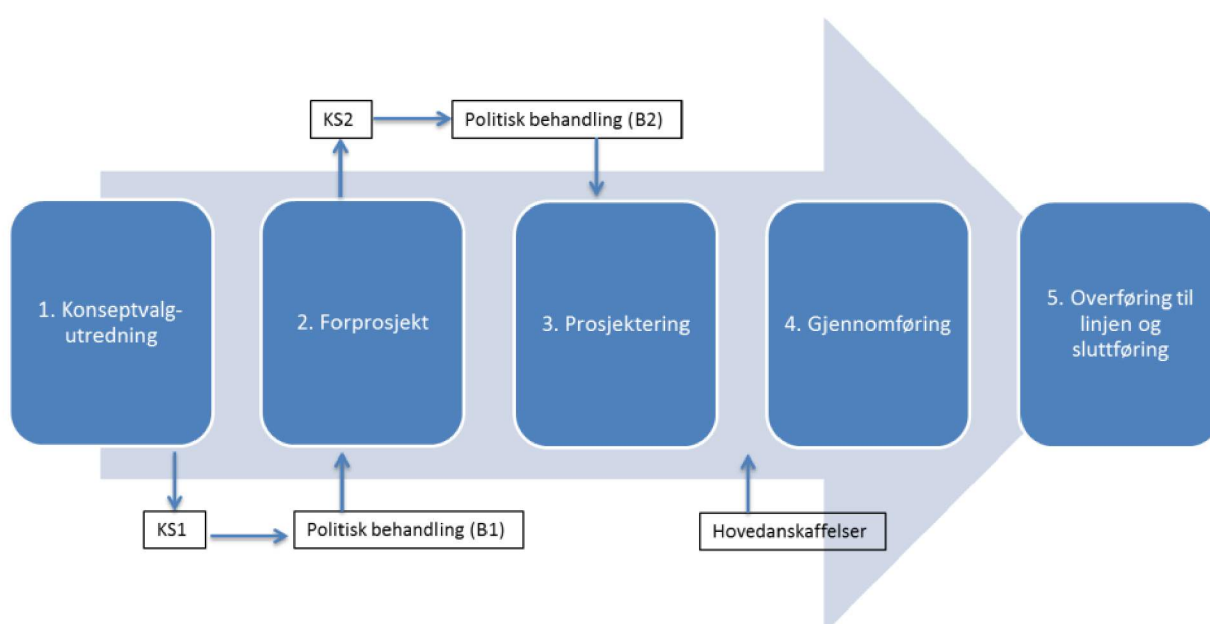 KS2
Politisk behandling (B2)
1. Konseptvalg-
utredning
2. Forprosjekt
3. Prosjektering
4. Gjennomføring
5. Overføring til
linjen og
sluttføring
KS1
Politisk behandling (B1)
Hovedanskaffelser